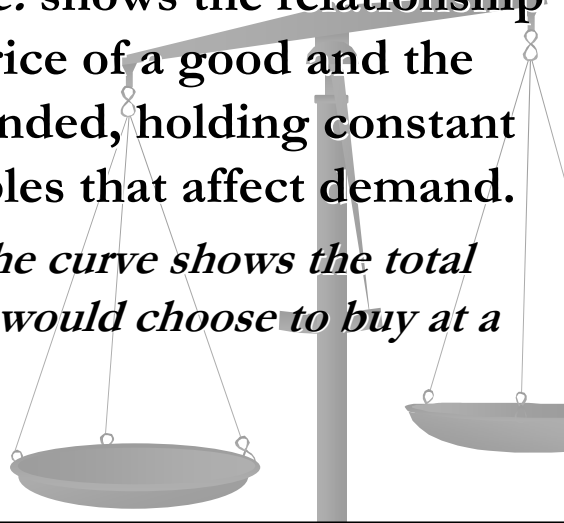 e: shows the relationship
rice of a good and the
nded, holding constant
bles that affect demand.
he curve shows the total
would choose to buy at a